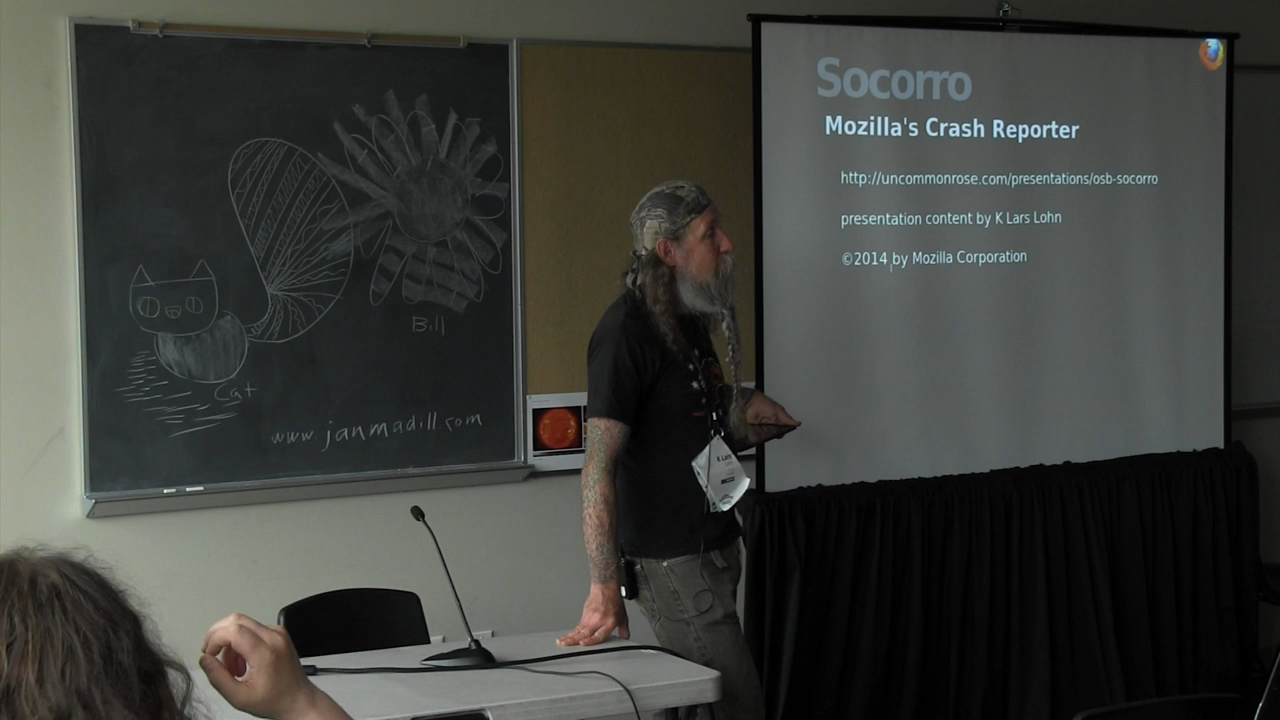 Bill
Cat
www.janmadill.com
Socorro
Mozilla's Crash Reporter
http://uncommonrose.com/presentations/osb-socorro
presentation content by K Lars Lohn
©2014 by Mozilla Corporation
K Lars